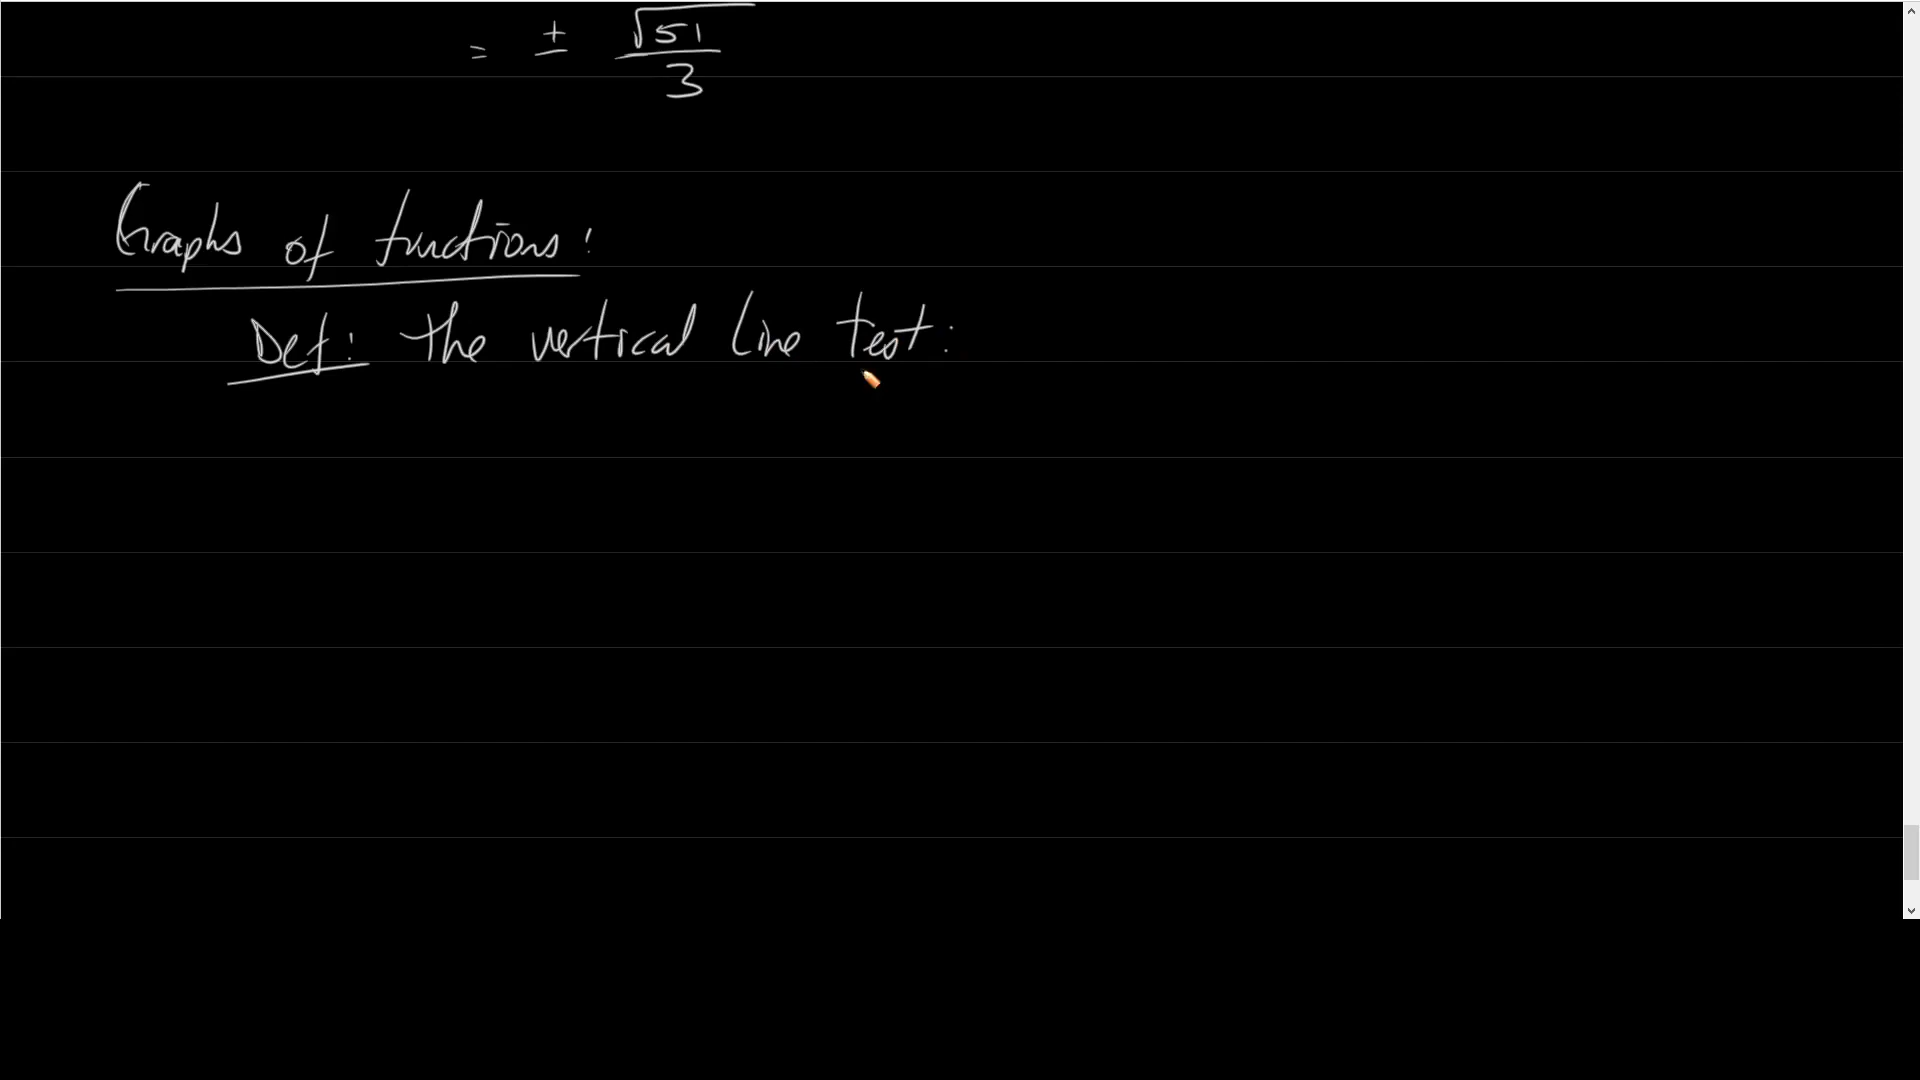 = ± √51 / 3
Graphs of functions:
Def: The vertical line test: